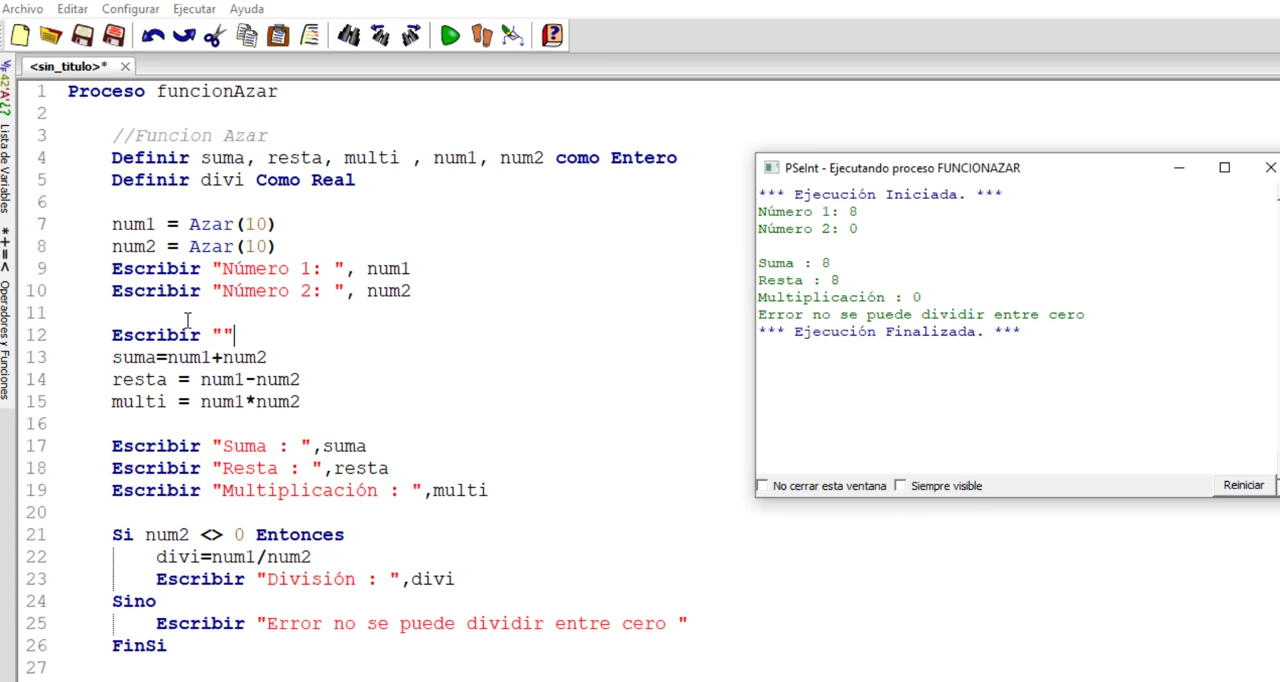 Archivo Editar Configurar Ejecutar Ayuda
<sin_titulo>*
Lista de Variables
*+=< Operadores y Funciones
1 Proceso funcionAzar
2
3 //Funcion Azar
4 Definir suma, resta, multi , num1, num2 como Entero
5 Definir divi Como Real
6
7 num1 = Azar(10)
8 num2 = Azar(10)
9 Escribir "Número 1: ", num1
10 Escribir "Número 2: ", num2
11
12 Escribir ""
13 suma=num1+num2
14 resta = num1-num2
15 multi = num1*num2
16
17 Escribir "Suma : ",suma
18 Escribir "Resta : ",resta
19 Escribir "Multiplicación : ",multi
20
21 Si num2 <> 0 Entonces
22 divi=num1/num2
23 Escribir "División : ",divi
24 Sino
25 Escribir "Error no se puede dividir entre cero "
26 FinSi
27
PSeInt - Ejecutando proceso FUNCIONAZAR
*** Ejecución Iniciada. ***
Número 1: 8
Número 2: 0
Suma : 8
Resta : 8
Multiplicación : 0
Error no se puede dividir entre cero
*** Ejecución Finalizada. ***
No cerrar esta ventana Siempre visible Reiniciar